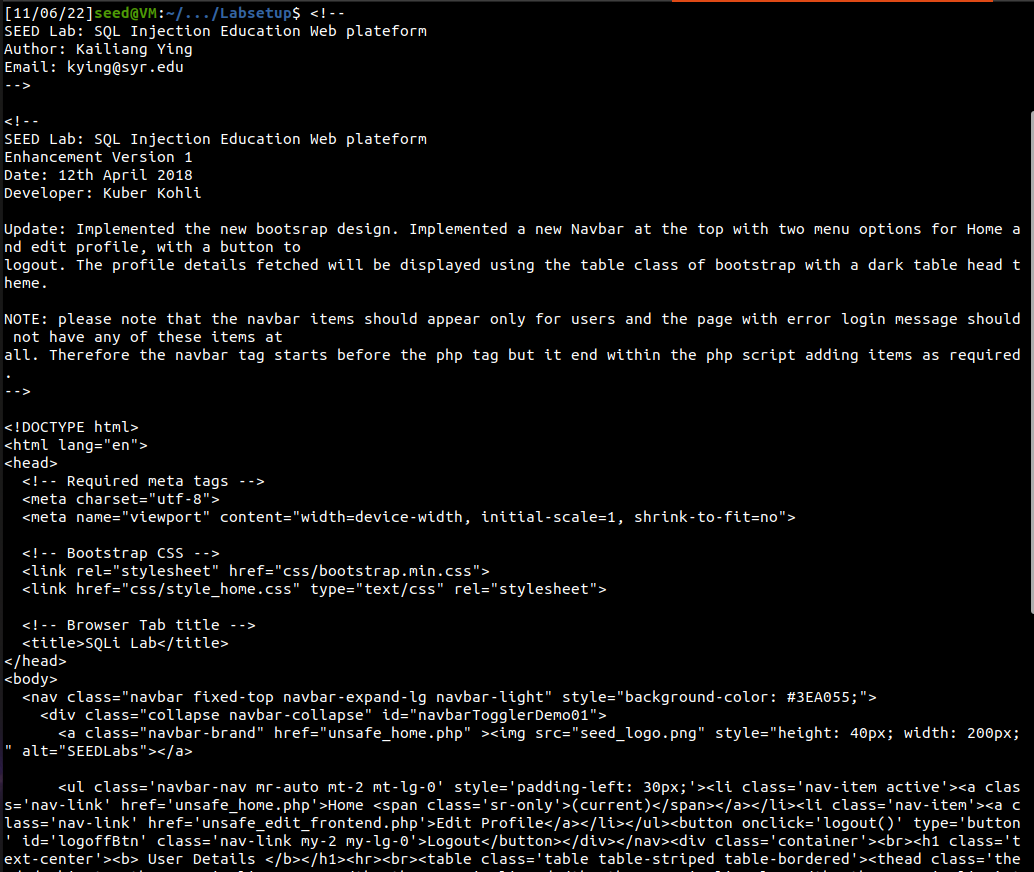 [11/06/22]seed@VM:~/.../Labsetup$ <!--
SEED Lab: SQL Injection Education Web plateform
Author: Kailiang Ying
Email: kying@syr.edu
-->
<!--
SEED Lab: SQL Injection Education Web plateform
Enhancement Version 1
Date: 12th April 2018
Developer: Kuber Kohli
Update: Implemented the new bootsrap design. Implemented a new Navbar at the top with two menu options for Home a
nd edit profile, with a button to
logout. The profile details fetched will be displayed using the table class of bootstrap with a dark table head t
heme.
NOTE: please note that the navbar items should appear only for users and the page with error login message should
 not have any of these items at
all. Therefore the navbar tag starts before the php tag but it end within the php script adding items as required
.
-->
<!DOCTYPE html>
<html lang="en">
<head>
  <!-- Required meta tags -->
  <meta charset="utf-8">
  <meta name="viewport" content="width=device-width, initial-scale=1, shrink-to-fit=no">
  <!-- Bootstrap CSS -->
  <link rel="stylesheet" href="css/bootstrap.min.css">
  <link href="css/style_home.css" type="text/css" rel="stylesheet">
  <!-- Browser Tab title -->
  <title>SQLi Lab</title>
</head>
<body>
  <nav class="navbar fixed-top navbar-expand-lg navbar-light" style="background-color: #3EA055;">
    <div class="collapse navbar-collapse" id="navbarTogglerDemo01">
      <a class="navbar-brand" href="unsafe_home.php" ><img src="seed_logo.png" style="height: 40px; width: 200px;
" alt="SEEDLabs"></a>
      <ul class='navbar-nav mr-auto mt-2 mt-lg-0' style='padding-left: 30px;'><li class='nav-item active'><a clas
s='nav-link' href='unsafe_home.php'>Home <span class='sr-only'>(current)</span></a></li><li class='nav-item'><a c
lass='nav-link' href='unsafe_edit_frontend.php'>Edit Profile</a></li></ul><button onclick='logout()' type='button
' id='logoffBtn' class='nav-link my-2 my-lg-0'>Logout</button></div></nav><div class='container'><br><h1 class='t
ext-center'><b> User Details </b></h1><hr><br><table class='table table-striped table-bordered'><thead class='the